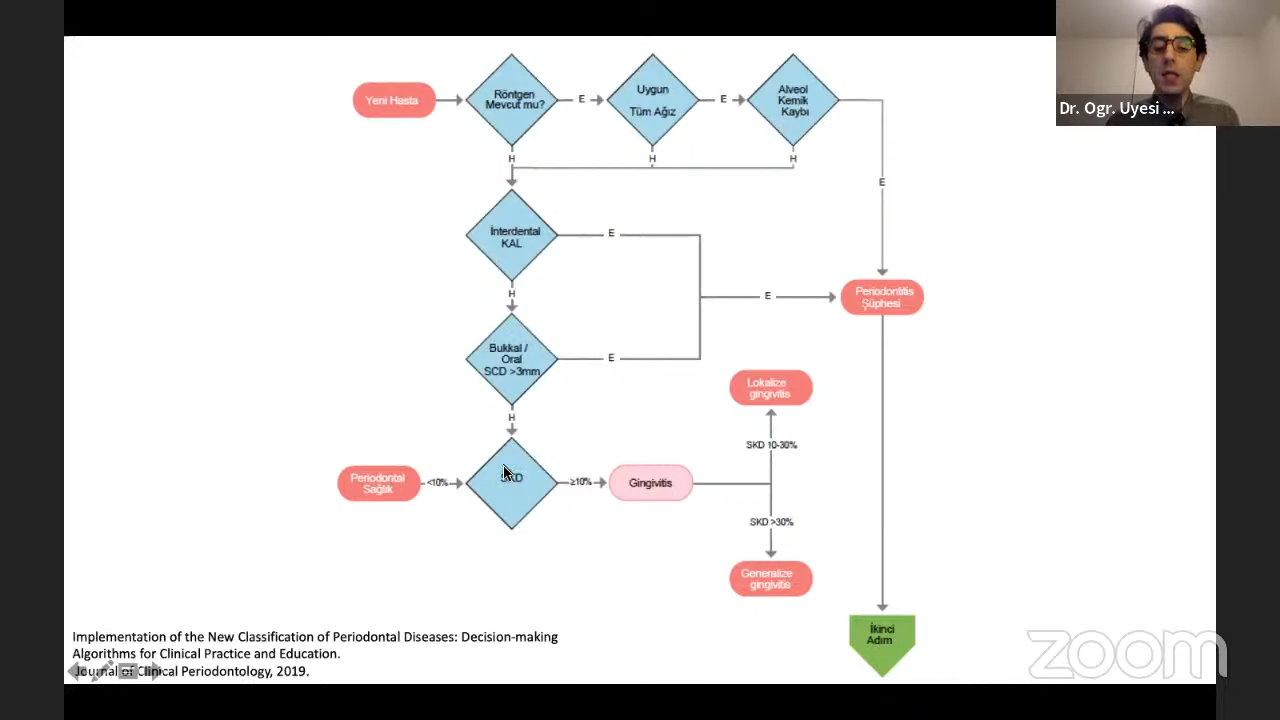 Dr. Ogr. Uyesi ...
Yeni Hasta
Röntgen
Mevcut mu?
E
Uygun
Tüm Ağız
E
Alveol
Kemik
Kaybı
H
H
H
E
İnterdental
KAL
E
H
E
Periodontitis
Şüphesi
Bukkal /
Oral
SCD >3mm
E
H
Lokalize
gingivitis
SKD 10-30%
Periodontal
Sağlık
<10%
SKD
≥10%
Gingivitis
SKD >30%
Generalize
gingivitis
İkinci
Adım
Implementation of the New Classification of Periodontal Diseases: Decision-making
Algorithms for Clinical Practice and Education.
Journal of Clinical Periodontology, 2019.
zoom